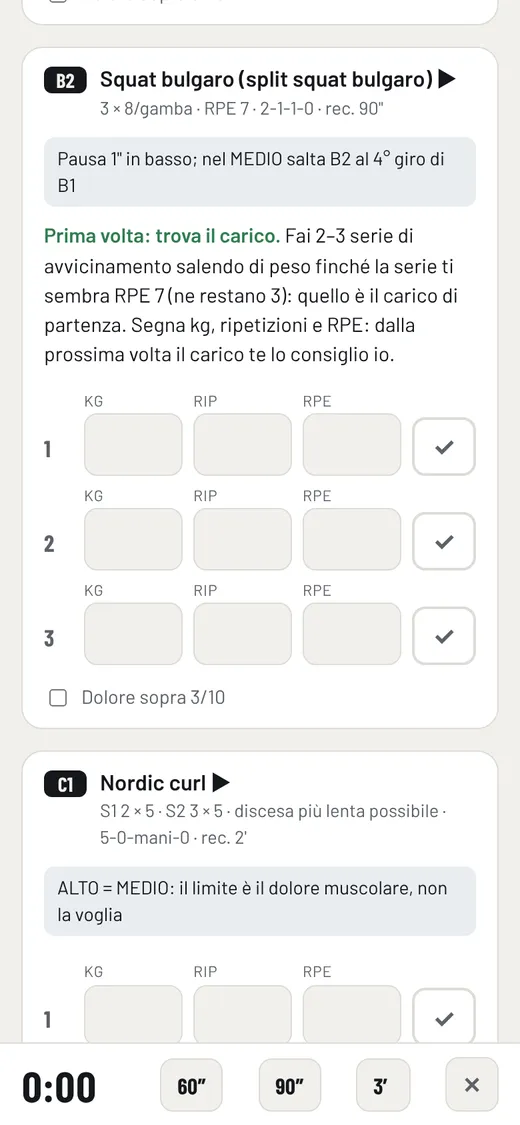 B2 Squat bulgaro (split squat bulgaro) ▶
3 × 8/gamba · RPE 7 · 2-1-1-0 · rec. 90"
Pausa 1" in basso; nel MEDIO salta B2 al 4° giro di
B1
Prima volta: trova il carico. Fai 2–3 serie di
avvicinamento salendo di peso finché la serie ti
sembra RPE 7 (ne restano 3): quello è il carico di
partenza. Segna kg, ripetizioni e RPE: dalla
prossima volta il carico te lo consiglio io.
KG RIP RPE
1
KG RIP RPE
2
KG RIP RPE
3
Dolore sopra 3/10
C1 Nordic curl ▶
S1 2 × 5 · S2 3 × 5 · discesa più lenta possibile ·
5-0-mani-0 · rec. 2'
ALTO = MEDIO: il limite è il dolore muscolare, non
la voglia
KG RIP RPE
1
0:00 60″ 90″ 3′ ✕